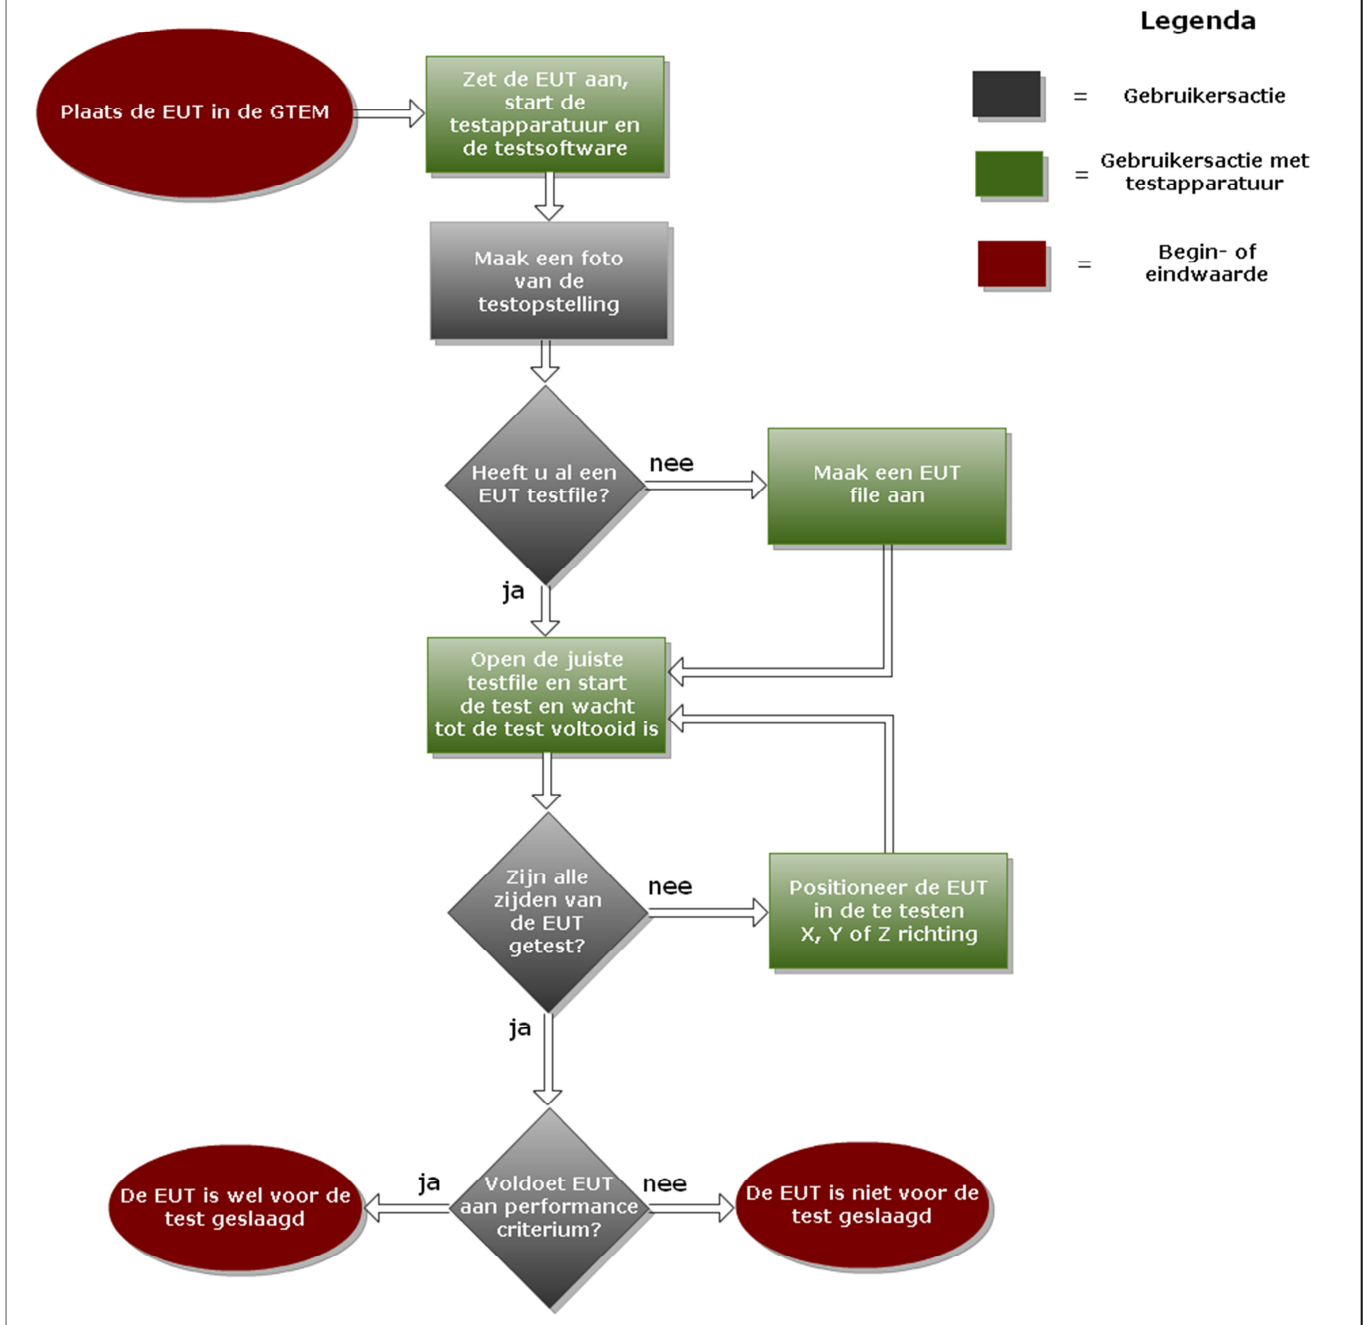 Legenda
Plaats de EUT in de GTEM
Zet de EUT aan,
start de
testapparatuur en
de testsoftware
= Gebruikersactie
= Gebruikersactie met
testapparatuur
= Begin- of
eindwaarde
Maak een foto
van de
testopstelling
Heeft u al een
EUT testfile?
nee
Maak een EUT
file aan
ja
Open de juiste
testfile en start
de test en wacht
tot de test voltooid is
Zijn alle
zijden van
de EUT
getest?
nee
Positioneer de EUT
in de te testen
X, Y of Z richting
ja
Voldoet EUT
aan performance
criterium?
ja
De EUT is wel voor de
test geslaagd
nee
De EUT is niet voor de
test geslaagd